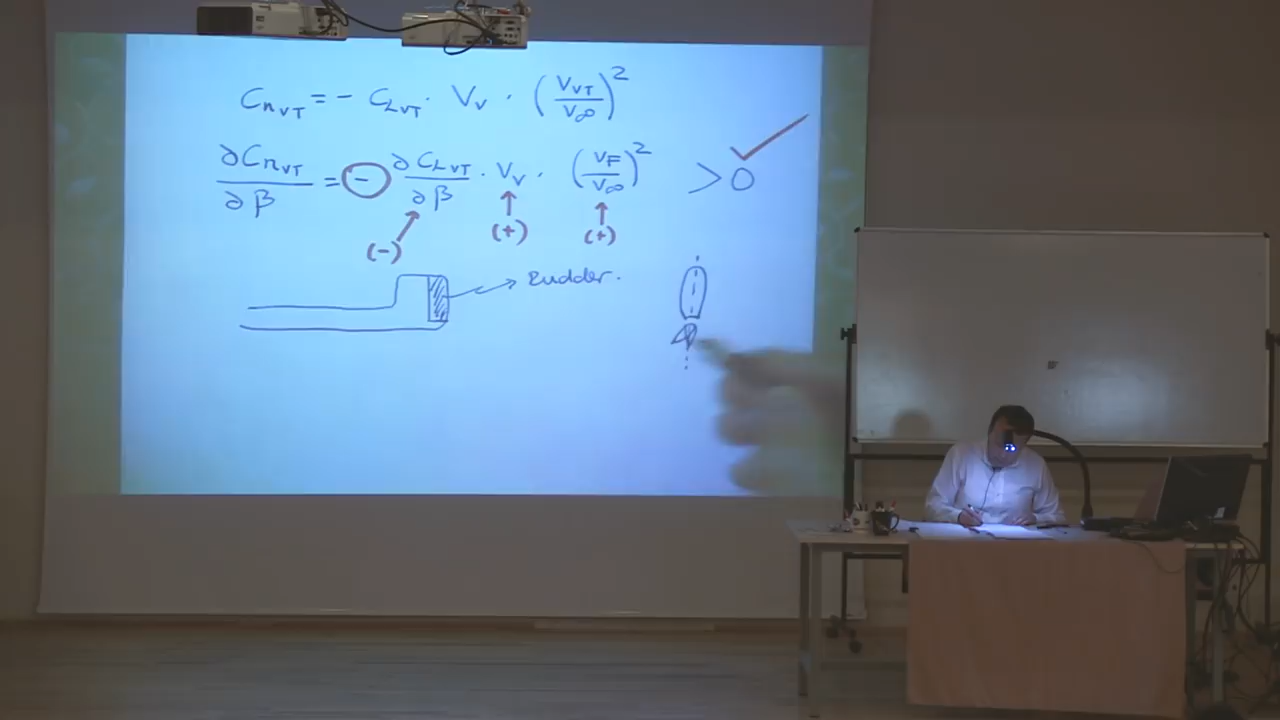 C_{n_{VT}} = - C_{L_{VT}} · V_V · (V_{VT}/V_∞)^2
∂C_{n_{VT}}/∂β = - ∂C_{L_{VT}}/∂β · V_V · (V_F/V_∞)^2 > 0
(-) (+) (+)
Rudder.